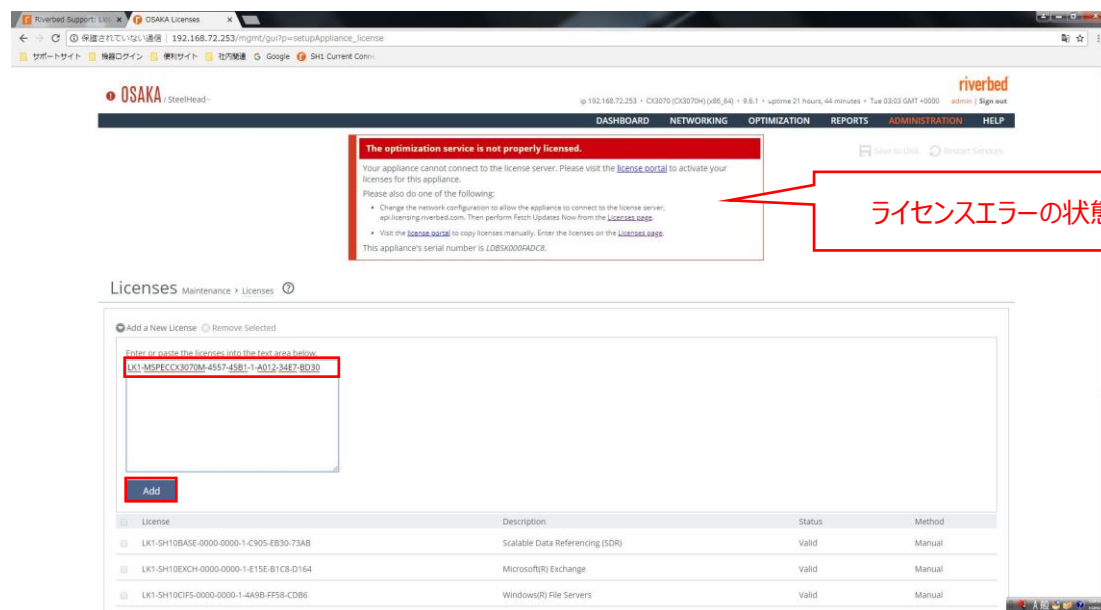 Riverbed Support: Lic
OSAKA Licenses
保護されていない通信 | 192.168.72.253/mgmt/gui?p=setupAppliance_license
サポートサイト 機器ログイン 便利サイト 社内関連 Google SH1 Current Conn
OSAKA / SteelHead
riverbed
ip 192.168.72.253 • CX3070 (CX3070H) (x86_64) • 9.6.1 • uptime 21 hours, 44 minutes • Tue 03:03 GMT +0000 admin | Sign out
DASHBOARD NETWORKING OPTIMIZATION REPORTS ADMINISTRATION HELP
Save to Disk Restart Services
The optimization service is not properly licensed.
Your appliance cannot connect to the license server. Please visit the license portal to activate your
licenses for this appliance.
Please also do one of the following:
• Change the network configuration to allow the appliance to connect to the license server,
api.licensing.riverbed.com. Then perform Fetch Updates Now from the Licenses page.
• Visit the license portal to copy licenses manually. Enter the licenses on the Licenses page.
This appliance's serial number is LDBSK000FADC8.
ライセンスエラーの状態
Licenses Maintenance > Licenses ?
Add a New License Remove Selected
Enter or paste the licenses into the text area below.
LK1-MSPECCX3070M-4557-45B1-1-A012-34E7-BD30
Add
License Description Status Method
LK1-SH10BASE-0000-0000-1-C905-EB30-73AB Scalable Data Referencing (SDR) Valid Manual
LK1-SH10EXCH-0000-0000-1-E15E-B1C8-D164 Microsoft(R) Exchange Valid Manual
LK1-SH10CIFS-0000-0000-1-4A9B-FF58-CDB6 Windows(R) File Servers Valid Manual
A 般